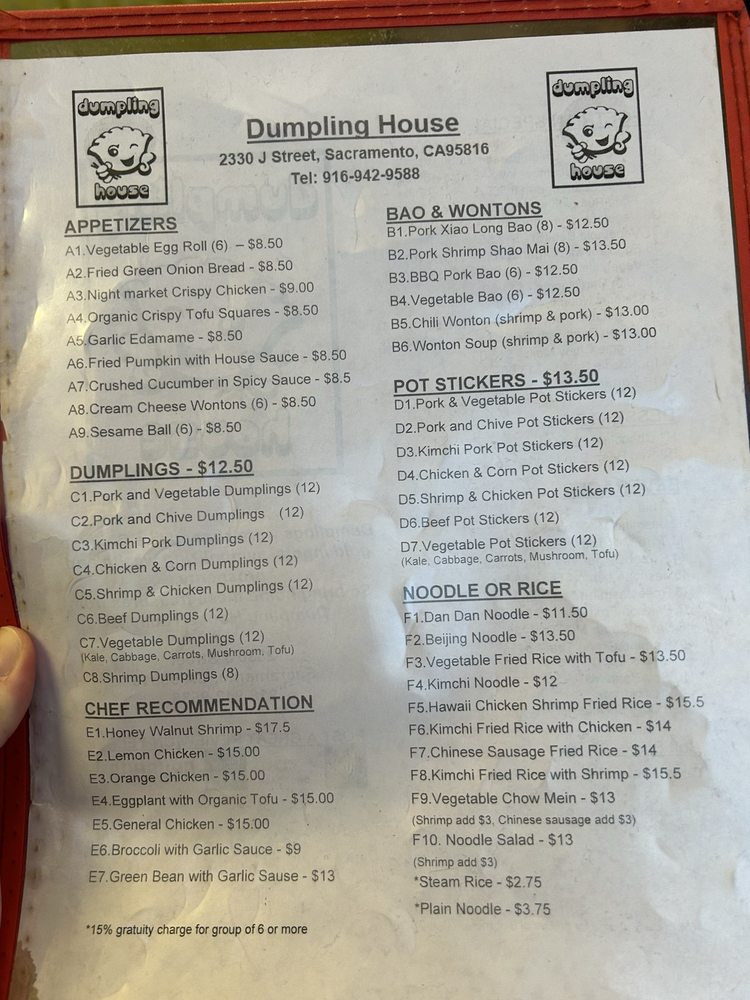 dumpling
house
dumpling
house
Dumpling House
2330 J Street, Sacramento, CA95816
Tel: 916-942-9588
APPETIZERS
A1.Vegetable Egg Roll (6) – $8.50
A2.Fried Green Onion Bread - $8.50
A3.Night market Crispy Chicken - $9.00
A4.Organic Crispy Tofu Squares - $8.50
A5.Garlic Edamame - $8.50
A6.Fried Pumpkin with House Sauce - $8.50
A7.Crushed Cucumber in Spicy Sauce - $8.5
A8.Cream Cheese Wontons (6) - $8.50
A9.Sesame Ball (6) - $8.50
DUMPLINGS - $12.50
C1.Pork and Vegetable Dumplings (12)
C2.Pork and Chive Dumplings (12)
C3.Kimchi Pork Dumplings (12)
C4.Chicken & Corn Dumplings (12)
C5.Shrimp & Chicken Dumplings (12)
C6.Beef Dumplings (12)
C7.Vegetable Dumplings (12)
(Kale, Cabbage, Carrots, Mushroom, Tofu)
C8.Shrimp Dumplings (8)
CHEF RECOMMENDATION
E1.Honey Walnut Shrimp - $17.5
E2.Lemon Chicken - $15.00
E3.Orange Chicken - $15.00
E4.Eggplant with Organic Tofu - $15.00
E5.General Chicken - $15.00
E6.Broccoli with Garlic Sauce - $9
E7.Green Bean with Garlic Sause - $13
*15% gratuity charge for group of 6 or more
BAO & WONTONS
B1.Pork Xiao Long Bao (8) - $12.50
B2.Pork Shrimp Shao Mai (8) - $13.50
B3.BBQ Pork Bao (6) - $12.50
B4.Vegetable Bao (6) - $12.50
B5.Chili Wonton (shrimp & pork) - $13.00
B6.Wonton Soup (shrimp & pork) - $13.00
POT STICKERS - $13.50
D1.Pork & Vegetable Pot Stickers (12)
D2.Pork and Chive Pot Stickers (12)
D3.Kimchi Pork Pot Stickers (12)
D4.Chicken & Corn Pot Stickers (12)
D5.Shrimp & Chicken Pot Stickers (12)
D6.Beef Pot Stickers (12)
D7.Vegetable Pot Stickers (12)
(Kale, Cabbage, Carrots, Mushroom, Tofu)
NOODLE OR RICE
F1.Dan Dan Noodle - $11.50
F2.Beijing Noodle - $13.50
F3.Vegetable Fried Rice with Tofu - $13.50
F4.Kimchi Noodle - $12
F5.Hawaii Chicken Shrimp Fried Rice - $15.5
F6.Kimchi Fried Rice with Chicken - $14
F7.Chinese Sausage Fried Rice - $14
F8.Kimchi Fried Rice with Shrimp - $15.5
F9.Vegetable Chow Mein - $13
(Shrimp add $3, Chinese sausage add $3)
F10. Noodle Salad - $13
(Shrimp add $3)
*Steam Rice - $2.75
*Plain Noodle - $3.75